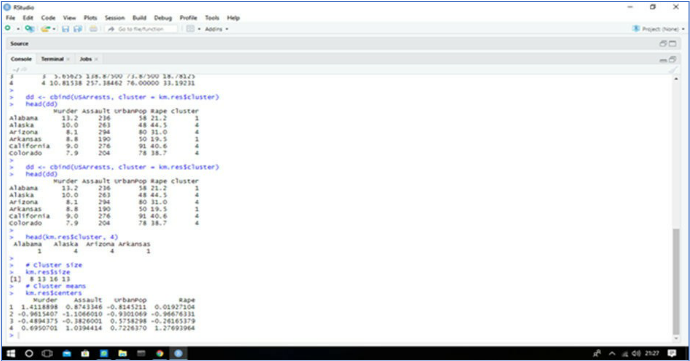 RStudio
File Edit Code View Plots Session Build Debug Profile Tools Help
Go to file/function
Addins
Project: (None)
Source
Console Terminal × Jobs ×
~/
3 3 5.65625 138.87500 73.87500 18.78125
4 4 10.81538 257.38462 76.00000 33.19231
>
> dd <- cbind(USArrests, cluster = km.res$cluster)
> head(dd)
Murder Assault UrbanPop Rape cluster
Alabama 13.2 236 58 21.2 1
Alaska 10.0 263 48 44.5 4
Arizona 8.1 294 80 31.0 4
Arkansas 8.8 190 50 19.5 1
California 9.0 276 91 40.6 4
Colorado 7.9 204 78 38.7 4
>
> dd <- cbind(USArrests, cluster = km.res$cluster)
> head(dd)
Murder Assault UrbanPop Rape cluster
Alabama 13.2 236 58 21.2 1
Alaska 10.0 263 48 44.5 4
Arizona 8.1 294 80 31.0 4
Arkansas 8.8 190 50 19.5 1
California 9.0 276 91 40.6 4
Colorado 7.9 204 78 38.7 4
>
> head(km.res$cluster, 4)
Alabama Alaska Arizona Arkansas
1 4 4 1
>
> # Cluster size
> km.res$size
[1] 8 13 16 13
> # Cluster means
> km.res$centers
Murder Assault UrbanPop Rape
1 1.4118898 0.8743346 -0.8145211 0.01927104
2 -0.9615407 -1.1066010 -0.9301069 -0.96676331
3 -0.4894375 -0.3826001 0.5758298 -0.26165379
4 0.6950701 1.0394414 0.7226370 1.27693964
>
21:27